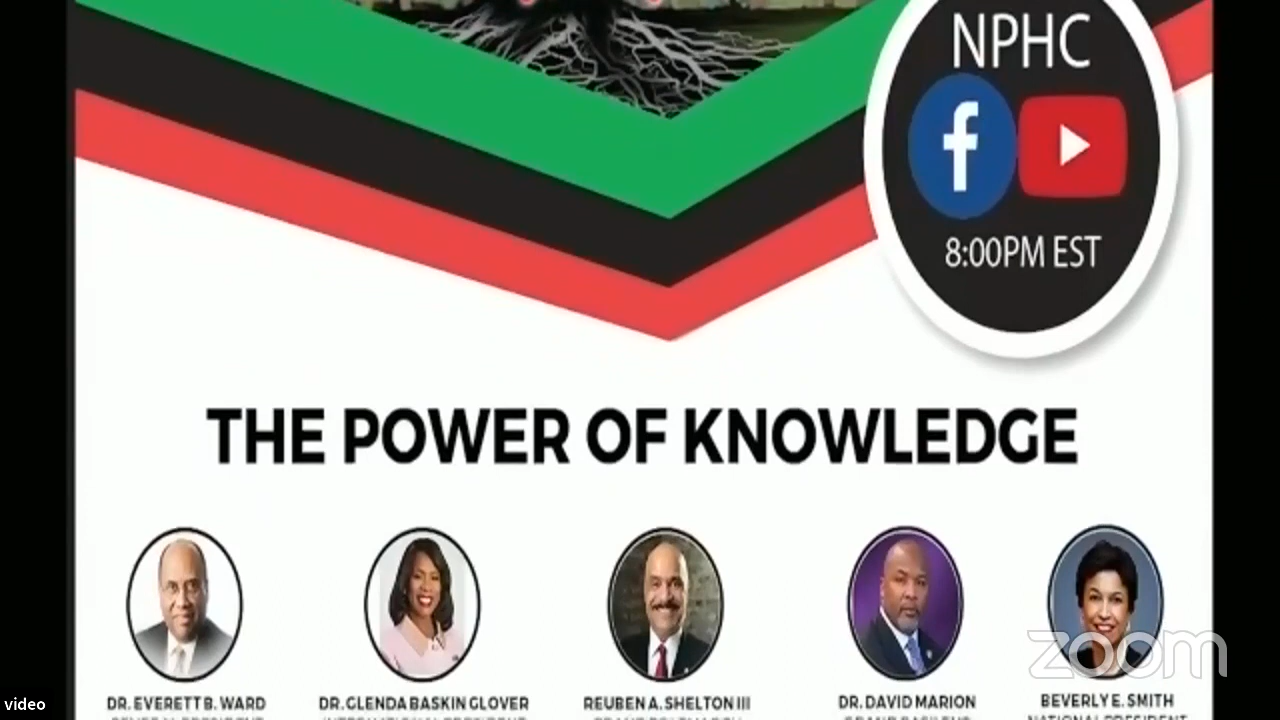 NPHC
8:00PM EST
THE POWER OF KNOWLEDGE
DR. EVERETT B. WARD
DR. GLENDA BASKIN GLOVER
REUBEN A. SHELTON III
DR. DAVID MARION
BEVERLY E. SMITH
zoom
video